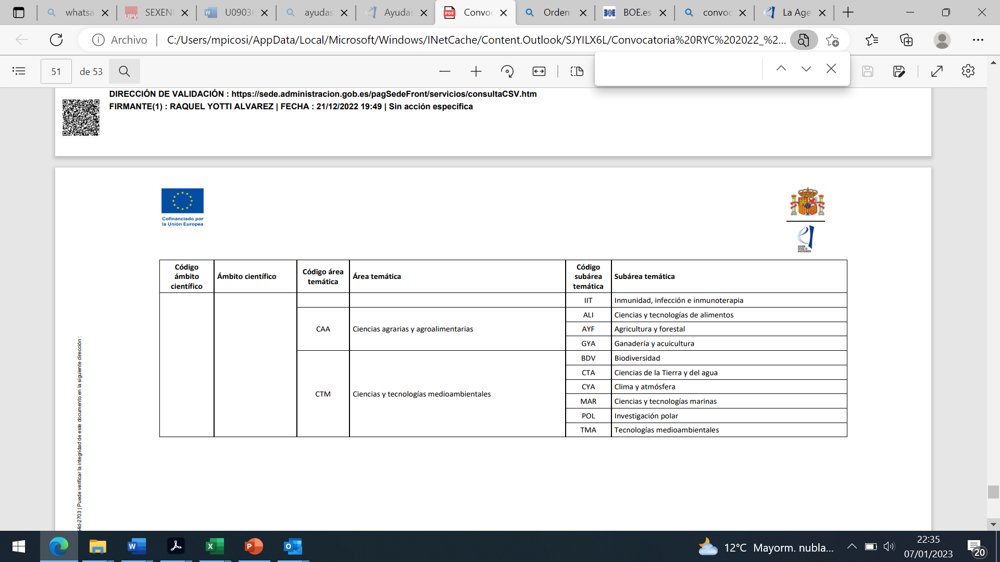 whatsa
SEXENI
U0903
ayudas
Ayudas
Convoc
Orden
BOE.es
convoc
La Age
Archivo
C:/Users/mpicosi/AppData/Local/Microsoft/Windows/INetCache/Content.Outlook/SJYILX6L/Convocatoria%20RYC%202022_%2...
51 de 53
DIRECCIÓN DE VALIDACIÓN : https://sede.administracion.gob.es/pagSedeFront/servicios/consultaCSV.htm
FIRMANTE(1) : RAQUEL YOTTI ALVAREZ | FECHA : 21/12/2022 19:49 | Sin acción específica
Cofinanciado por
la Unión Europea
AGENCIA
ESTATAL DE
INVESTIGACIÓN
Código ámbito científico | Ámbito científico | Código área temática | Área temática | Código subárea temática | Subárea temática
IIT Inmunidad, infección e inmunoterapia
CAA Ciencias agrarias y agroalimentarias
ALI Ciencias y tecnologías de alimentos
AYF Agricultura y forestal
GYA Ganadería y acuicultura
CTM Ciencias y tecnologías medioambientales
BDV Biodiversidad
CTA Ciencias de la Tierra y del agua
CYA Clima y atmósfera
MAR Ciencias y tecnologías marinas
POL Investigación polar
TMA Tecnologías medioambientales
4d-2703 | Puede verificar la integridad de este documento en la siguiente dirección :
12°C Mayorm. nubla...
22:35
07/01/2023
20